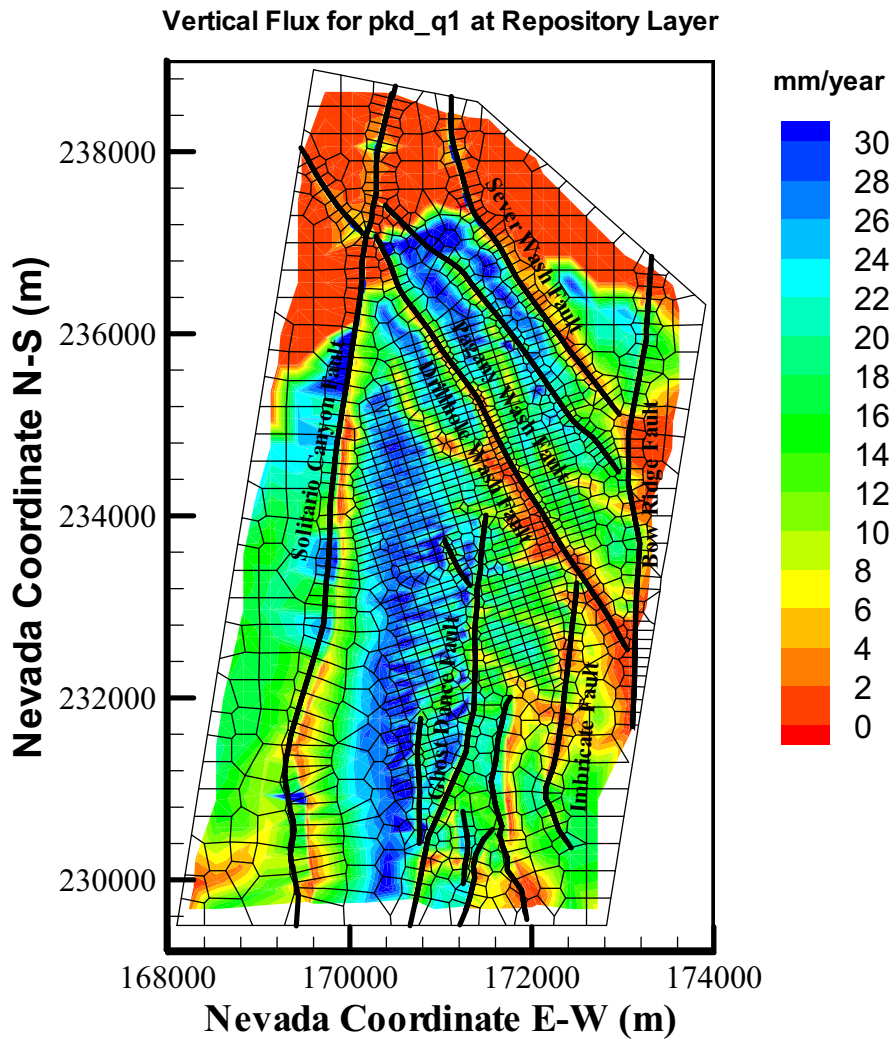 Vertical Flux for pkd_q1 at Repository Layer
mm/year
30
28
26
24
22
20
18
16
14
12
10
8
6
4
2
0
Nevada Coordinate N-S (m)
238000
236000
234000
232000
230000
Sever Wash Fault
Pagany Wash Fault
Drillhole Wash Fault
Solitario Canyon Fault
Bow Ridge Fault
Ghost Dance Fault
Imbricate Fault
168000 170000 172000 174000
Nevada Coordinate E-W (m)